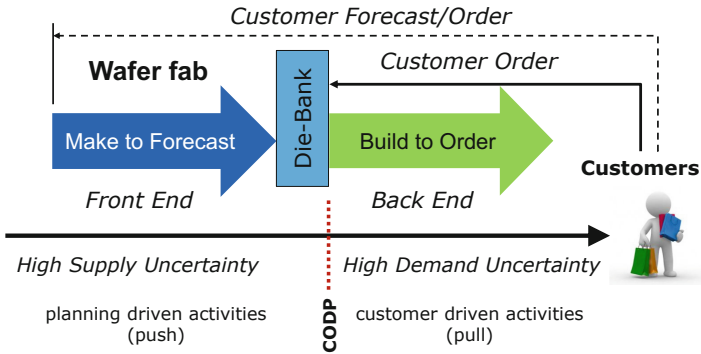 Customer Forecast/Order
Wafer fab
Customer Order
Make to Forecast
Die-Bank
Build to Order
Customers
Front End
Back End
High Supply Uncertainty
High Demand Uncertainty
planning driven activities
(push)
CODP
customer driven activities
(pull)